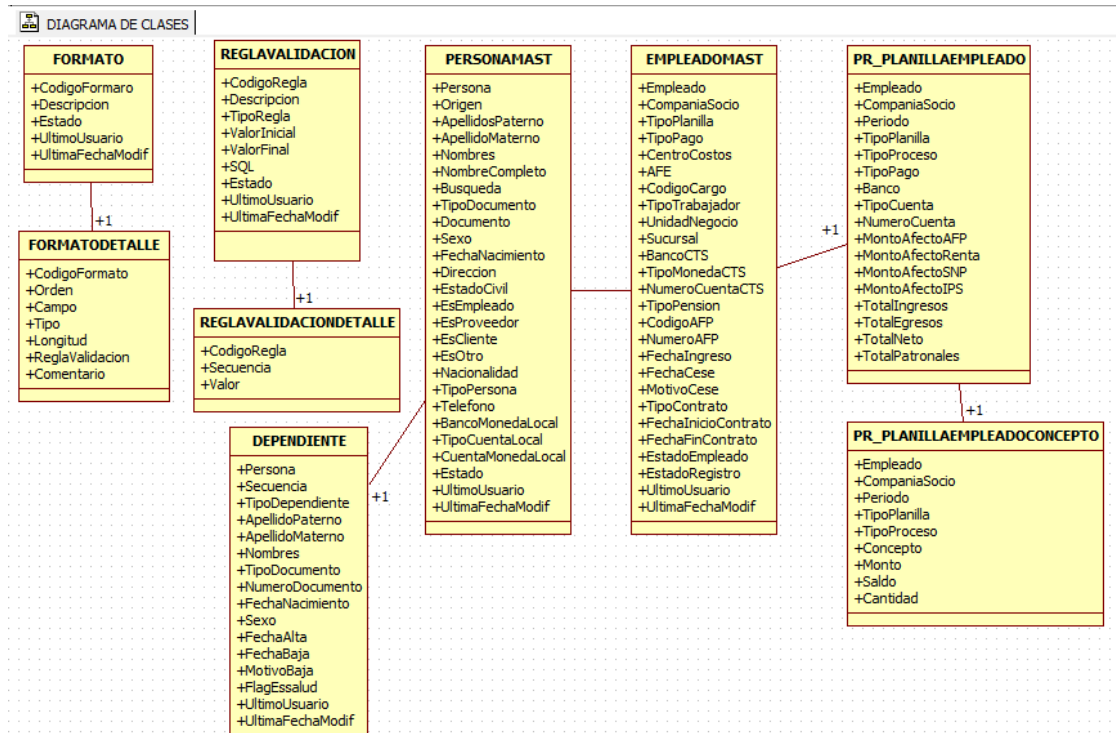 DIAGRAMA DE CLASES
FORMATO
+CodigoFormaro
+Descripcion
+Estado
+UltimoUsuario
+UltimaFechaModif
+1
FORMATODETALLE
+CodigoFormato
+Orden
+Campo
+Tipo
+Longitud
+ReglaValidacion
+Comentario
REGLAVALIDACION
+CodigoRegla
+Descripcion
+TipoRegla
+ValorInicial
+ValorFinal
+SQL
+Estado
+UltimoUsuario
+UltimaFechaModif
+1
REGLAVALIDACIONDETALLE
+CodigoRegla
+Secuencia
+Valor
DEPENDIENTE
+Persona
+Secuencia
+TipoDependiente
+ApellidoPaterno
+ApellidoMaterno
+Nombres
+TipoDocumento
+NumeroDocumento
+FechaNacimiento
+Sexo
+FechaAlta
+FechaBaja
+MotivoBaja
+FlagEssalud
+UltimoUsuario
+UltimaFechaModif
+1
PERSONAMAST
+Persona
+Origen
+ApellidosPaterno
+ApellidoMaterno
+Nombres
+NombreCompleto
+Busqueda
+TipoDocumento
+Documento
+Sexo
+FechaNacimiento
+Direccion
+EstadoCivil
+EsEmpleado
+EsProveedor
+EsCliente
+EsOtro
+Nacionalidad
+TipoPersona
+Telefono
+BancoMonedaLocal
+TipoCuentaLocal
+CuentaMonedaLocal
+Estado
+UltimoUsuario
+UltimaFechaModif
EMPLEADOMAST
+Empleado
+CompaniaSocio
+TipoPlanilla
+TipoPago
+CentroCostos
+AFE
+CodigoCargo
+TipoTrabajador
+UnidadNegocio
+Sucursal
+BancoCTS
+TipoMonedaCTS
+NumeroCuentaCTS
+TipoPension
+CodigoAFP
+NumeroAFP
+FechaIngreso
+FechaCese
+MotivoCese
+TipoContrato
+FechaInicioContrato
+FechaFinContrato
+EstadoEmpleado
+EstadoRegistro
+UltimoUsuario
+UltimaFechaModif
+1
PR_PLANILLAEMPLEADO
+Empleado
+CompaniaSocio
+Periodo
+TipoPlanilla
+TipoProceso
+TipoPago
+Banco
+TipoCuenta
+NumeroCuenta
+MontoAfectoAFP
+MontoAfectoRenta
+MontoAfectoSNP
+MontoAfectoIPS
+TotalIngresos
+TotalEgresos
+TotalNeto
+TotalPatronales
+1
PR_PLANILLAEMPLEADOCONCEPTO
+Empleado
+CompaniaSocio
+Periodo
+TipoPlanilla
+TipoProceso
+Concepto
+Monto
+Saldo
+Cantidad